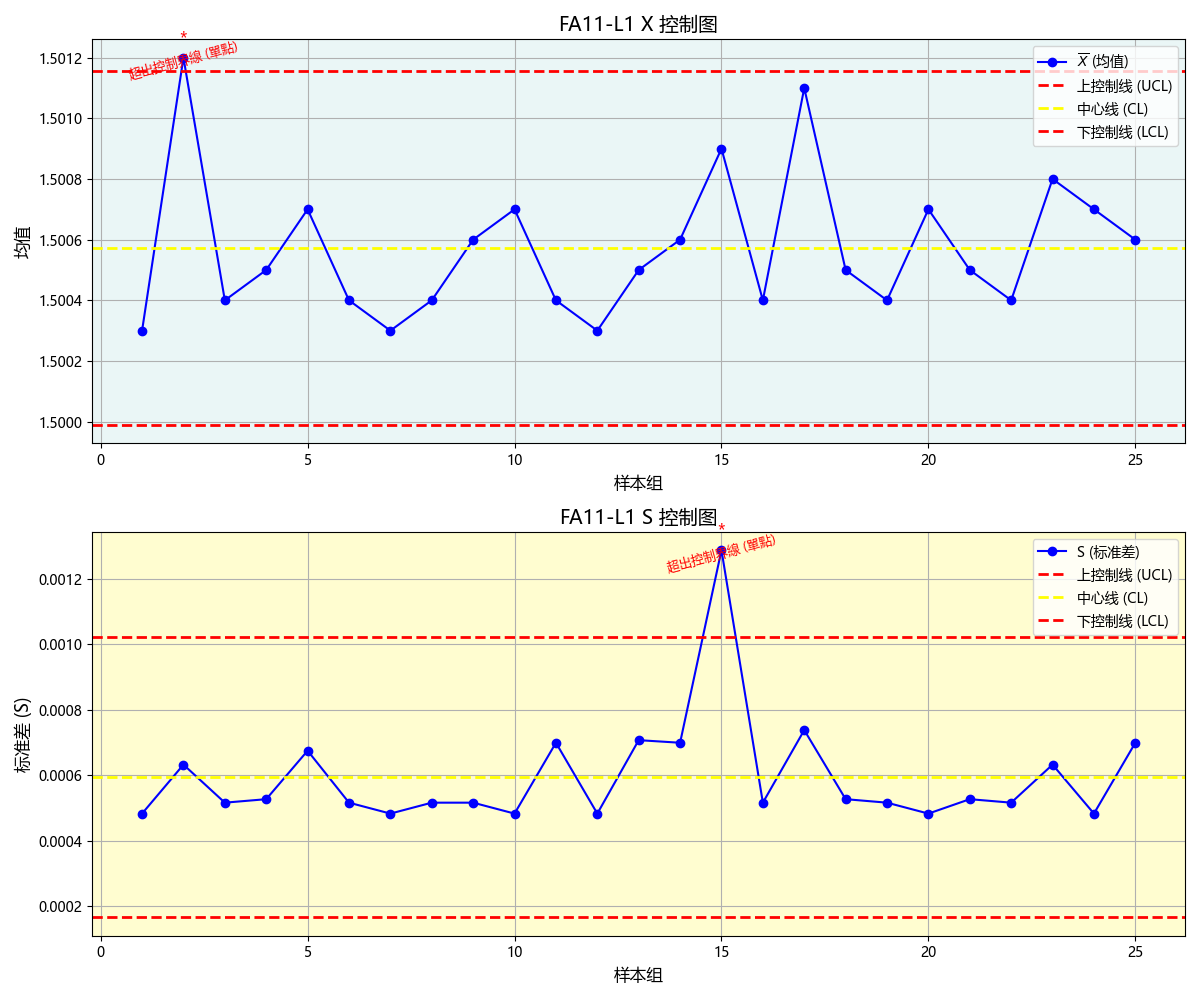 FA11-L1 X 控制图
*
超出控制界線 (單點)
X (均值)
上控制线 (UCL)
中心线 (CL)
下控制线 (LCL)
均值
1.5012
1.5010
1.5008
1.5006
1.5004
1.5002
1.5000
0 5 10 15 20 25
样本组
FA11-L1 S 控制图
*
超出控制界線 (單點)
S (标准差)
上控制线 (UCL)
中心线 (CL)
下控制线 (LCL)
标准差 (S)
0.0012
0.0010
0.0008
0.0006
0.0004
0.0002
0 5 10 15 20 25
样本组